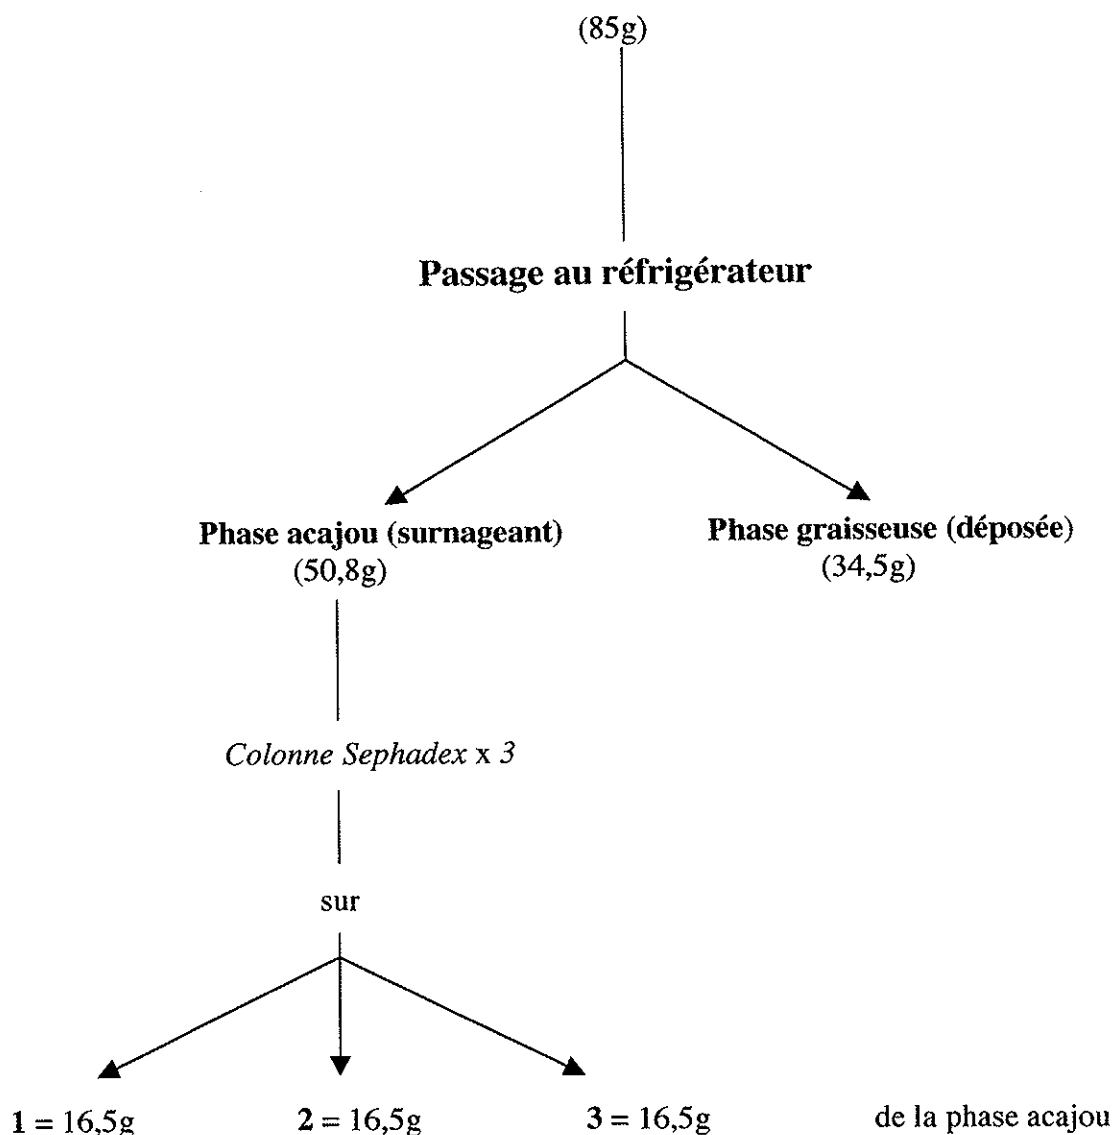 (85g)
Passage au réfrigérateur
Phase acajou (surnageant)
(50,8g)
Phase graisseuse (déposée)
(34,5g)
Colonne Sephadex x 3
sur
1 = 16,5g
2 = 16,5g
3 = 16,5g
de la phase acajou